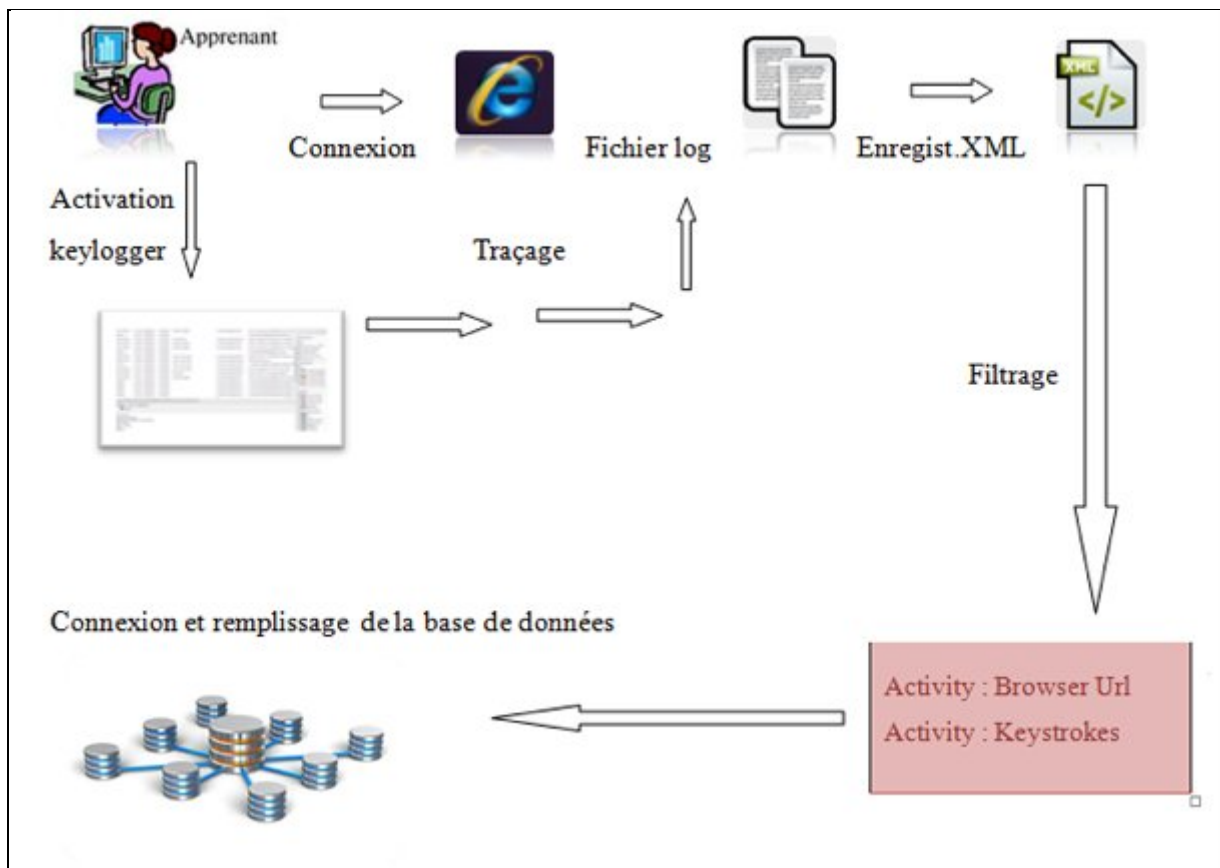 Apprenant
Connexion
Fichier log
Enregist.XML
XML
</>
Activation
keylogger
Traçage
Filtrage
Connexion et remplissage de la base de données
Activity : Browser Url
Activity : Keystrokes